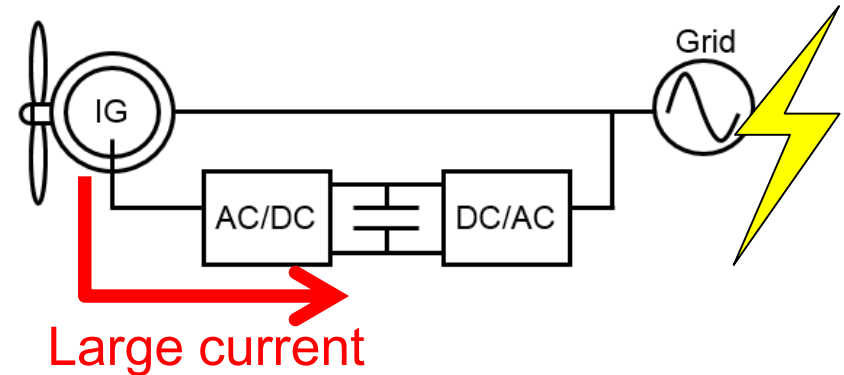 Grid
IG
AC/DC
DC/AC
Large current